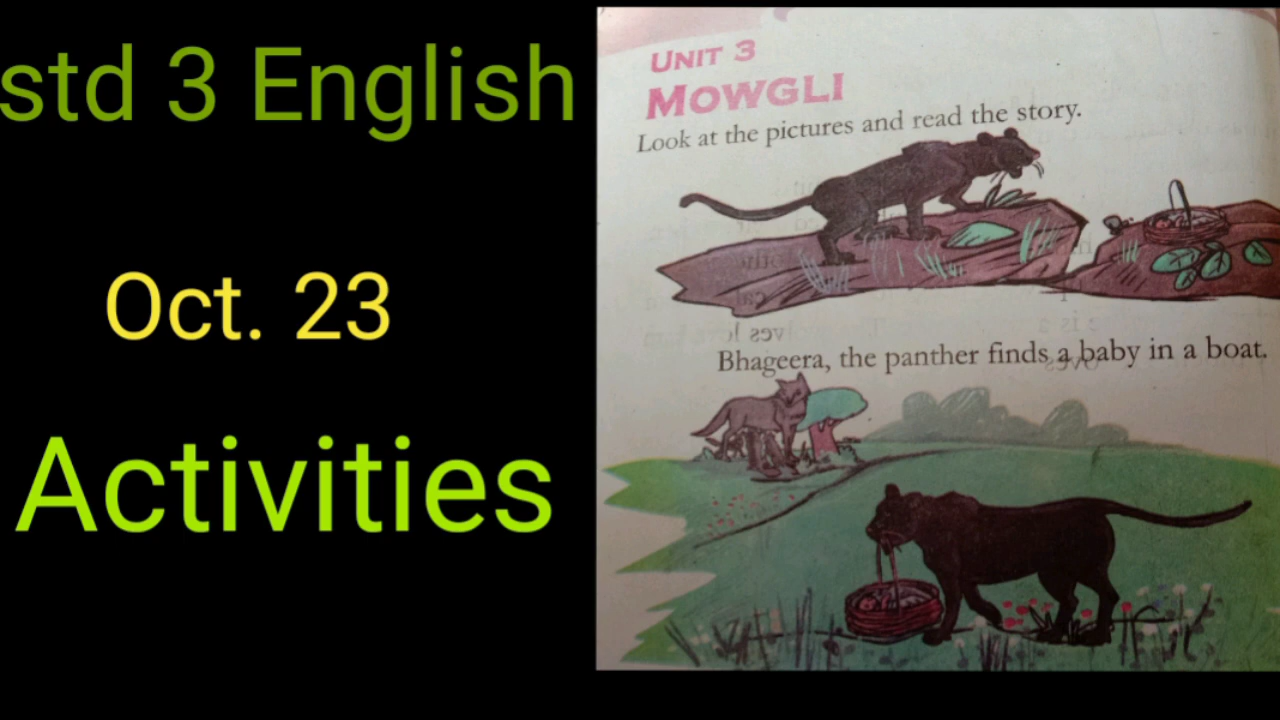 std 3 English
Oct. 23
Activities
UNIT 3
MOWGLI
Look at the pictures and read the story.
Bhageera, the panther finds a baby in a boat.